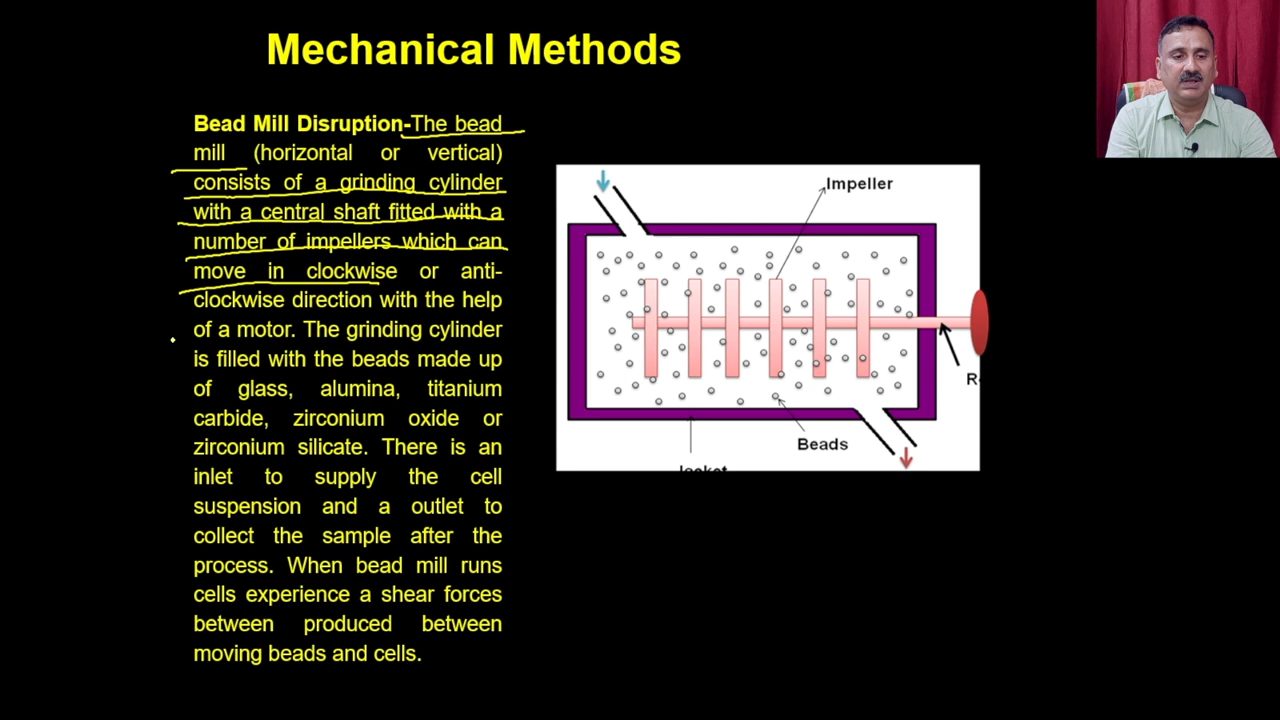 Mechanical Methods
Bead Mill Disruption-The bead
mill (horizontal or vertical)
consists of a grinding cylinder
with a central shaft fitted with a
number of impellers which can
move in clockwise or anti-
clockwise direction with the help
of a motor. The grinding cylinder
is filled with the beads made up
of glass, alumina, titanium
carbide, zirconium oxide or
zirconium silicate. There is an
inlet to supply the cell
suspension and a outlet to
collect the sample after the
process. When bead mill runs
cells experience a shear forces
between produced between
moving beads and cells.
Impeller
Beads
Jacket